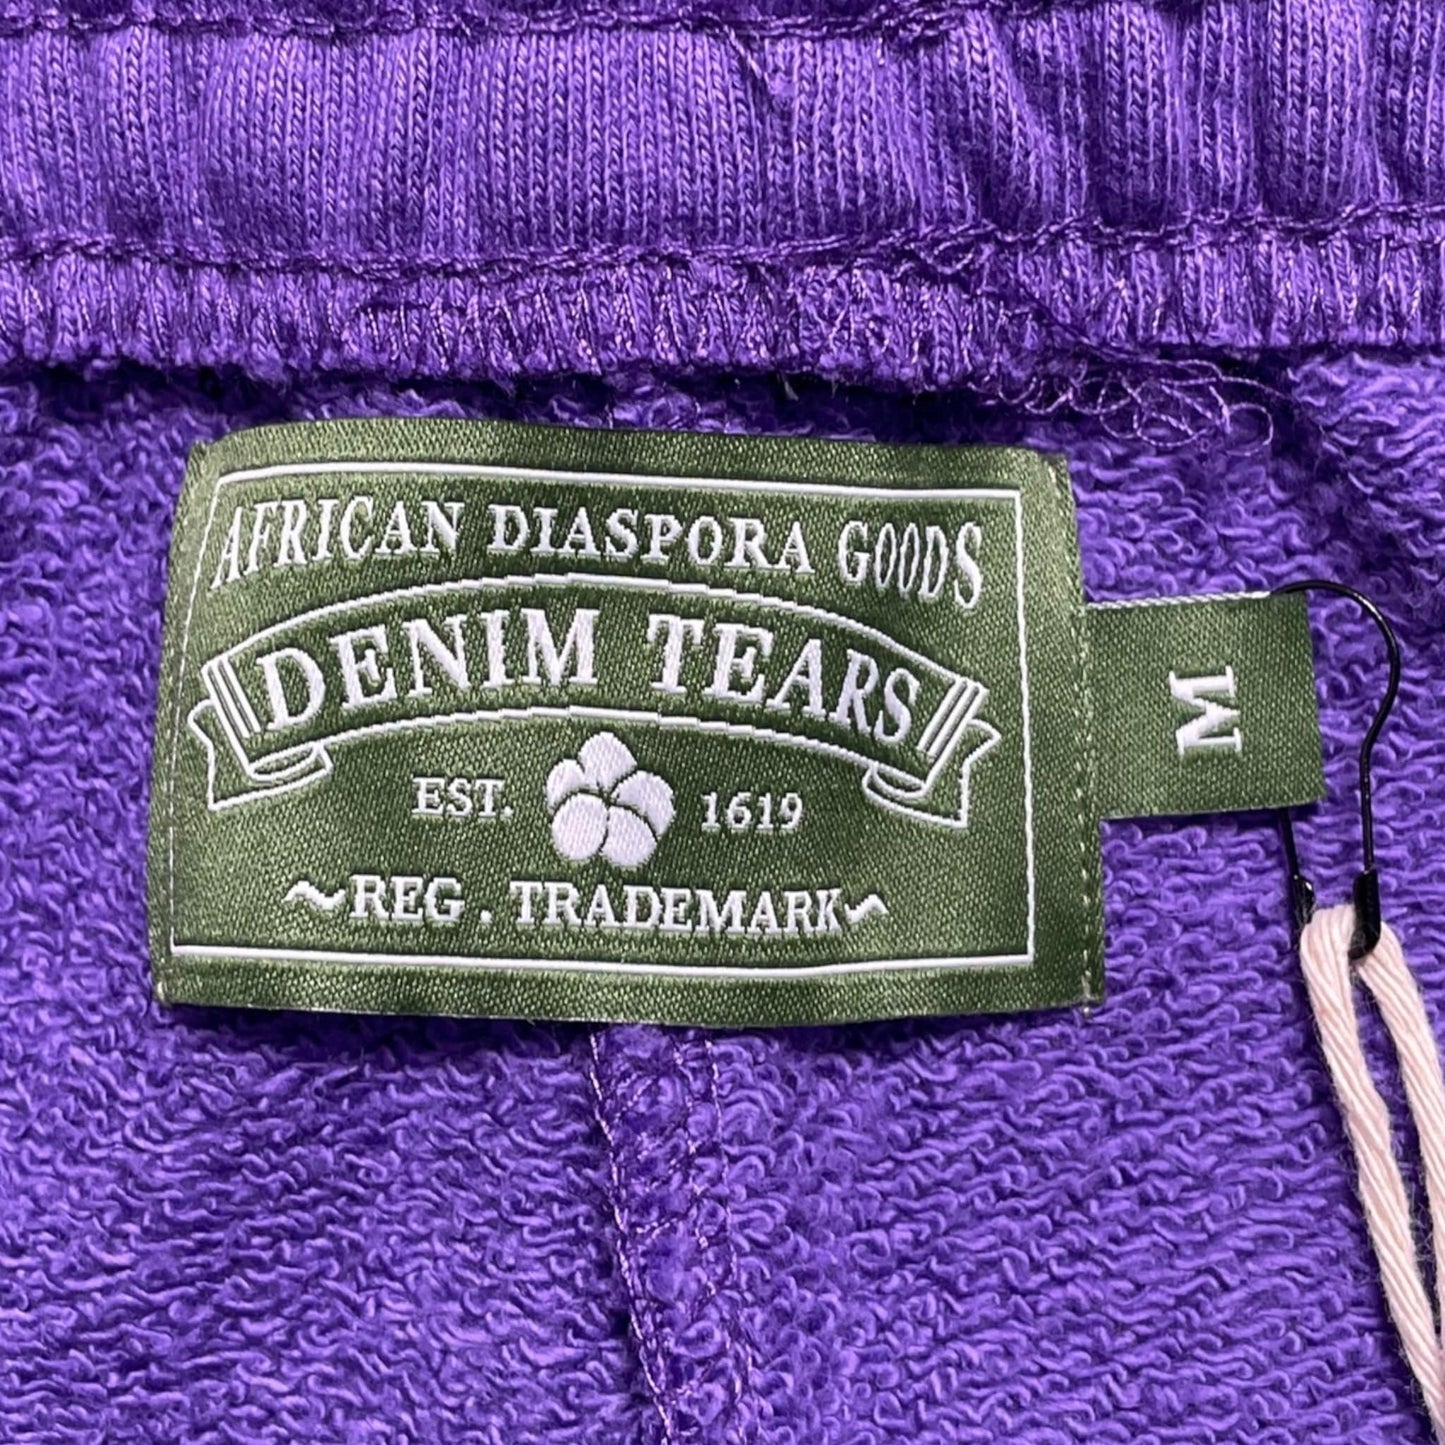 AFRICAN DIASPORA GOODS
DENIM TEARS
EST. 1619
REG. TRADEMARK
M